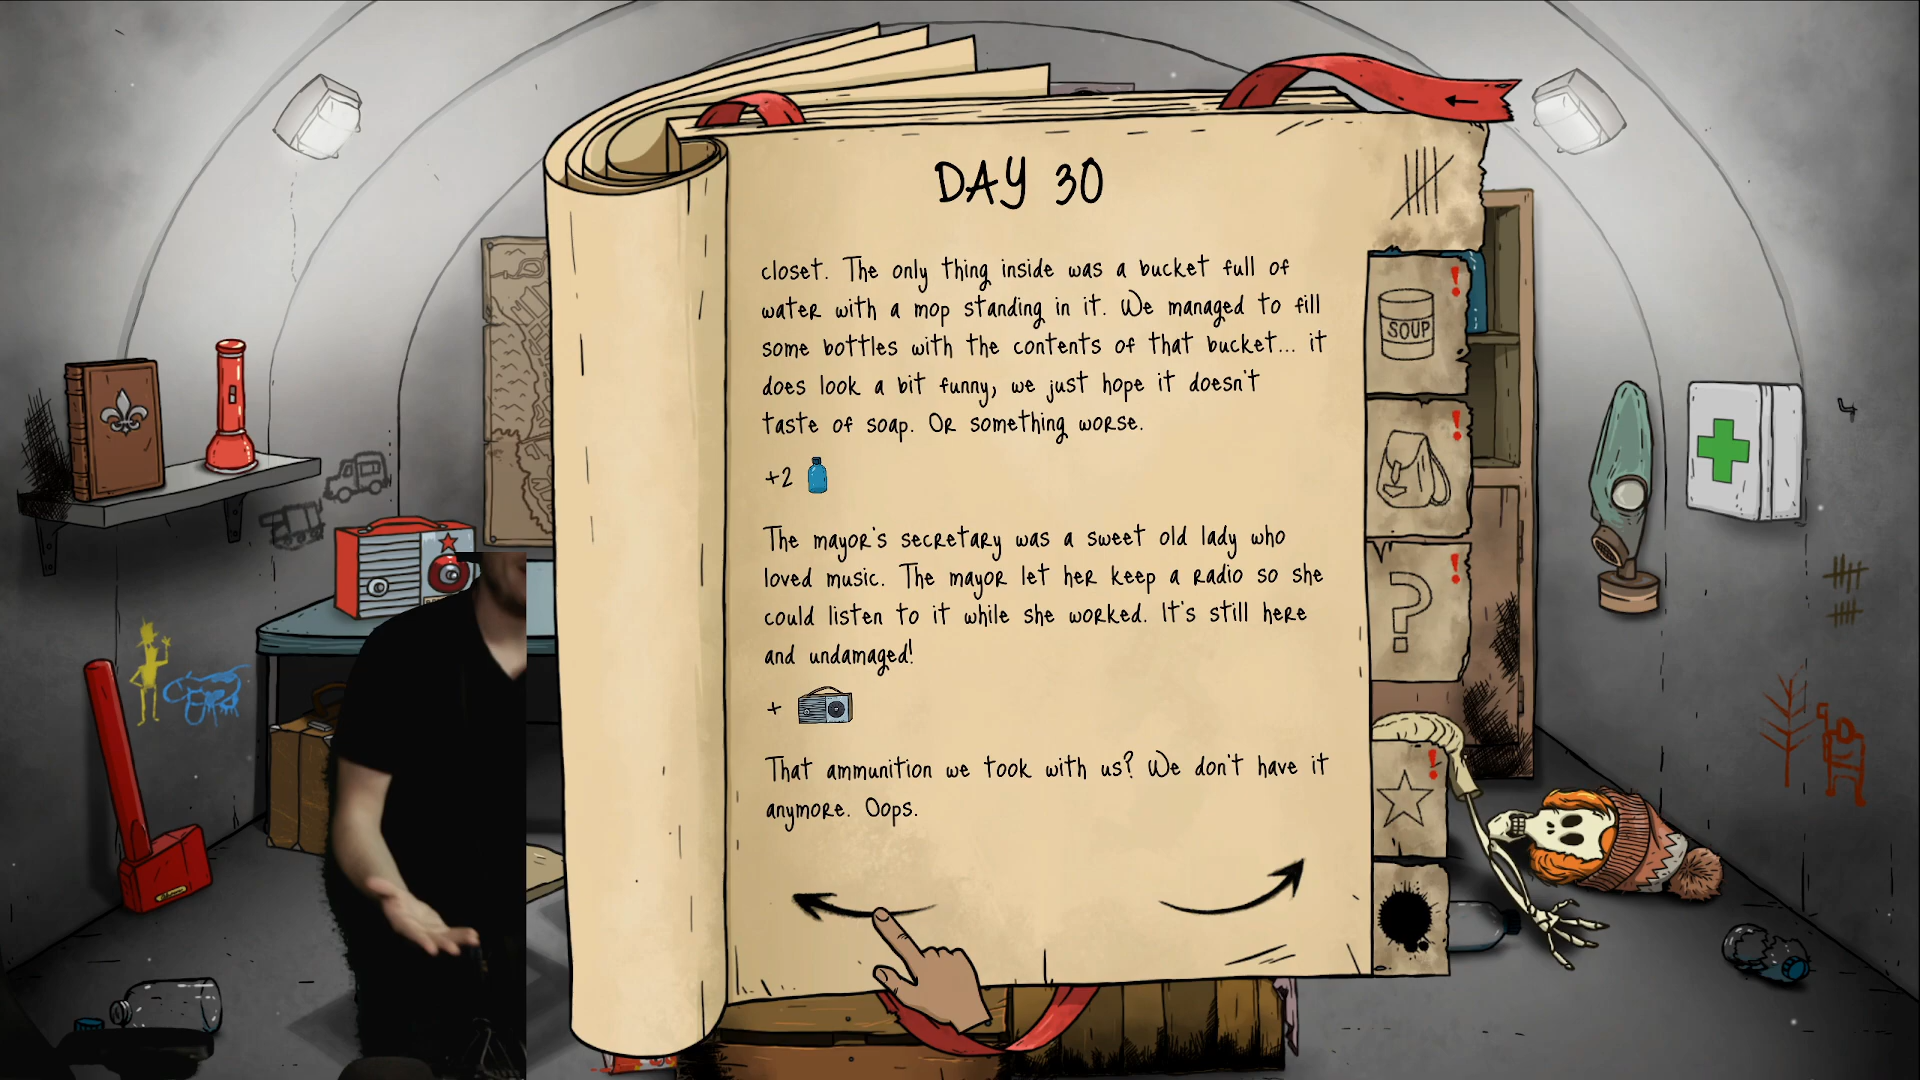 DAY 30
closet. The only thing inside was a bucket full of
water with a mop standing in it. We managed to fill
some bottles with the contents of that bucket... it
does look a bit funny, we just hope it doesn't
taste of soap. Or something worse.
+2
The mayor's secretary was a sweet old lady who
loved music. The mayor let her keep a radio so she
could listen to it while she worked. It's still here
and undamaged!
+
That ammunition we took with us? We don't have it
anymore. Oops.
!
SOUP
!
!
?
!